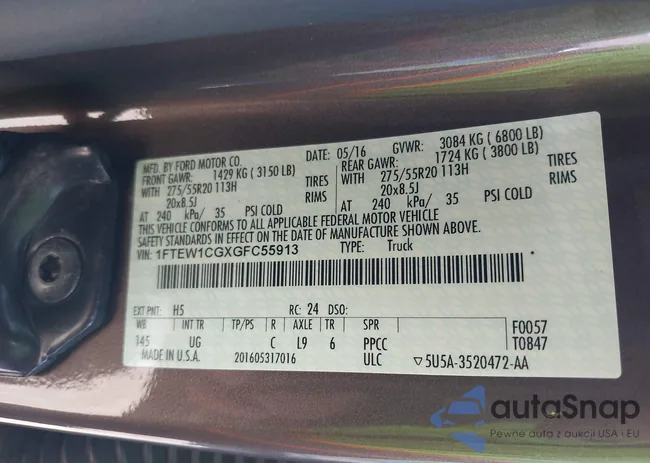 MFD. BY FORD MOTOR CO.
DATE: 05/16 GVWR: 3084 KG ( 6800 LB)
FRONT GAWR: 1429 KG ( 3150 LB) REAR GAWR: 1724 KG ( 3800 LB)
WITH 275/55R20 113H TIRES WITH 275/55R20 113H TIRES
20x8.5J RIMS 20x8.5J RIMS
AT 240 kPa/ 35 PSI COLD AT 240 kPa/ 35 PSI COLD
THIS VEHICLE CONFORMS TO ALL APPLICABLE FEDERAL MOTOR VEHICLE
SAFETY STANDARDS IN EFFECT ON THE DATE OF MANUFACTURE SHOWN ABOVE.
VIN: 1FTEW1CGXGFC55913 TYPE: Truck
EXT PNT: H5 RC: 24 DSO:
WB INT TR TP/PS R AXLE TR SPR F0057
145 UG C L9 6 PPCC T0847
MADE IN U.S.A. 201605317016 ULC ▽5U5A-3520472-AA
autoSnap
Pewne auta z aukcji USA i EU